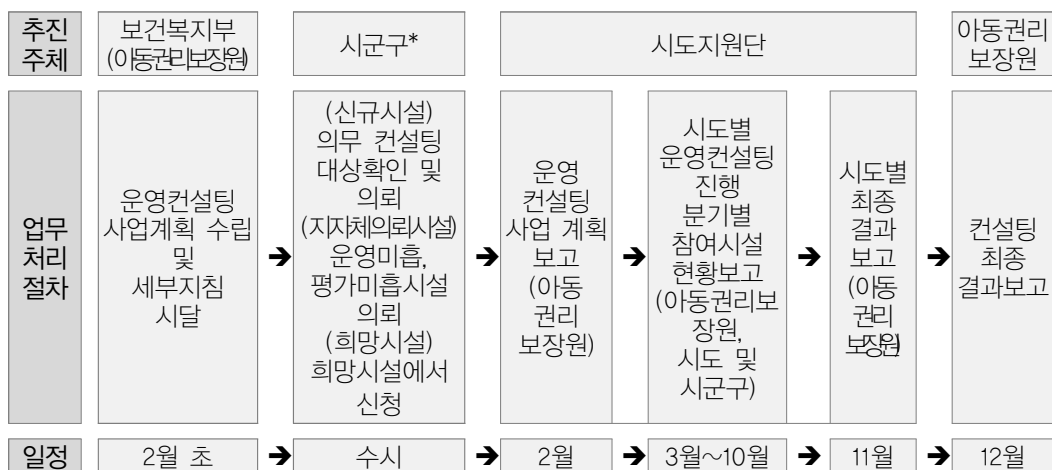 추진
주체
보건복지부
(아동권리보장원)
시군구*
시도지원단
아동권리
보장원
업무
처리
절차
운영컨설팅
사업계획 수립
및
세부지침
시달
➔
(신규시설)
의무 컨설팅
대상확인 및
의뢰
(지자체의뢰시설)
운영미흡,
평가미흡시설
의뢰
(희망시설)
희망시설에서
신청
➔
운영
컨설팅
사업 계획
보고
(아동
권리
보장원)
➔
시도별
운영컨설팅
진행
분기별
참여시설
현황보고
(아동권리보
장원,
시도 및
시군구)
➔
시도별
최종
결과
보고
(아동
권리
보장원)
➔
컨설팅
최종
결과보고
일정
2월 초
➔
수시
➔
2월
➔
3월~10월
➔
11월
➔
12월